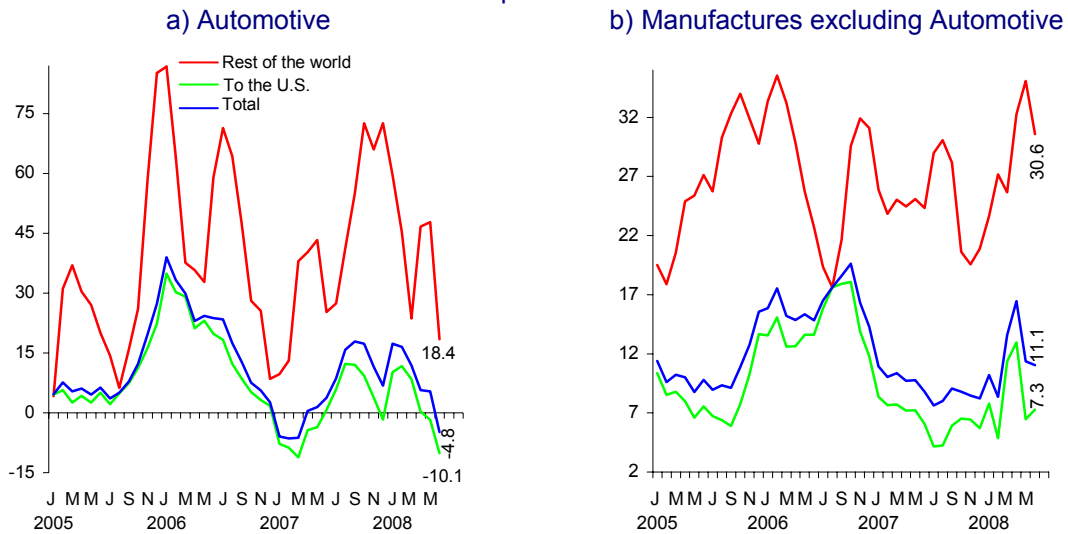 a) Automotive
Rest of the world
To the U.S.
Total
75
60
45
30
15
0
-15
18.4
-4.8
-10.1
J M M J S N J M M J S N J M M J S N J M M
2005 2006 2007 2008
b) Manufactures excluding Automotive
32
27
22
17
12
7
2
30.6
11.1
7.3
J M M J S N J M M J S N J M M J S N J M M
2005 2006 2007 2008